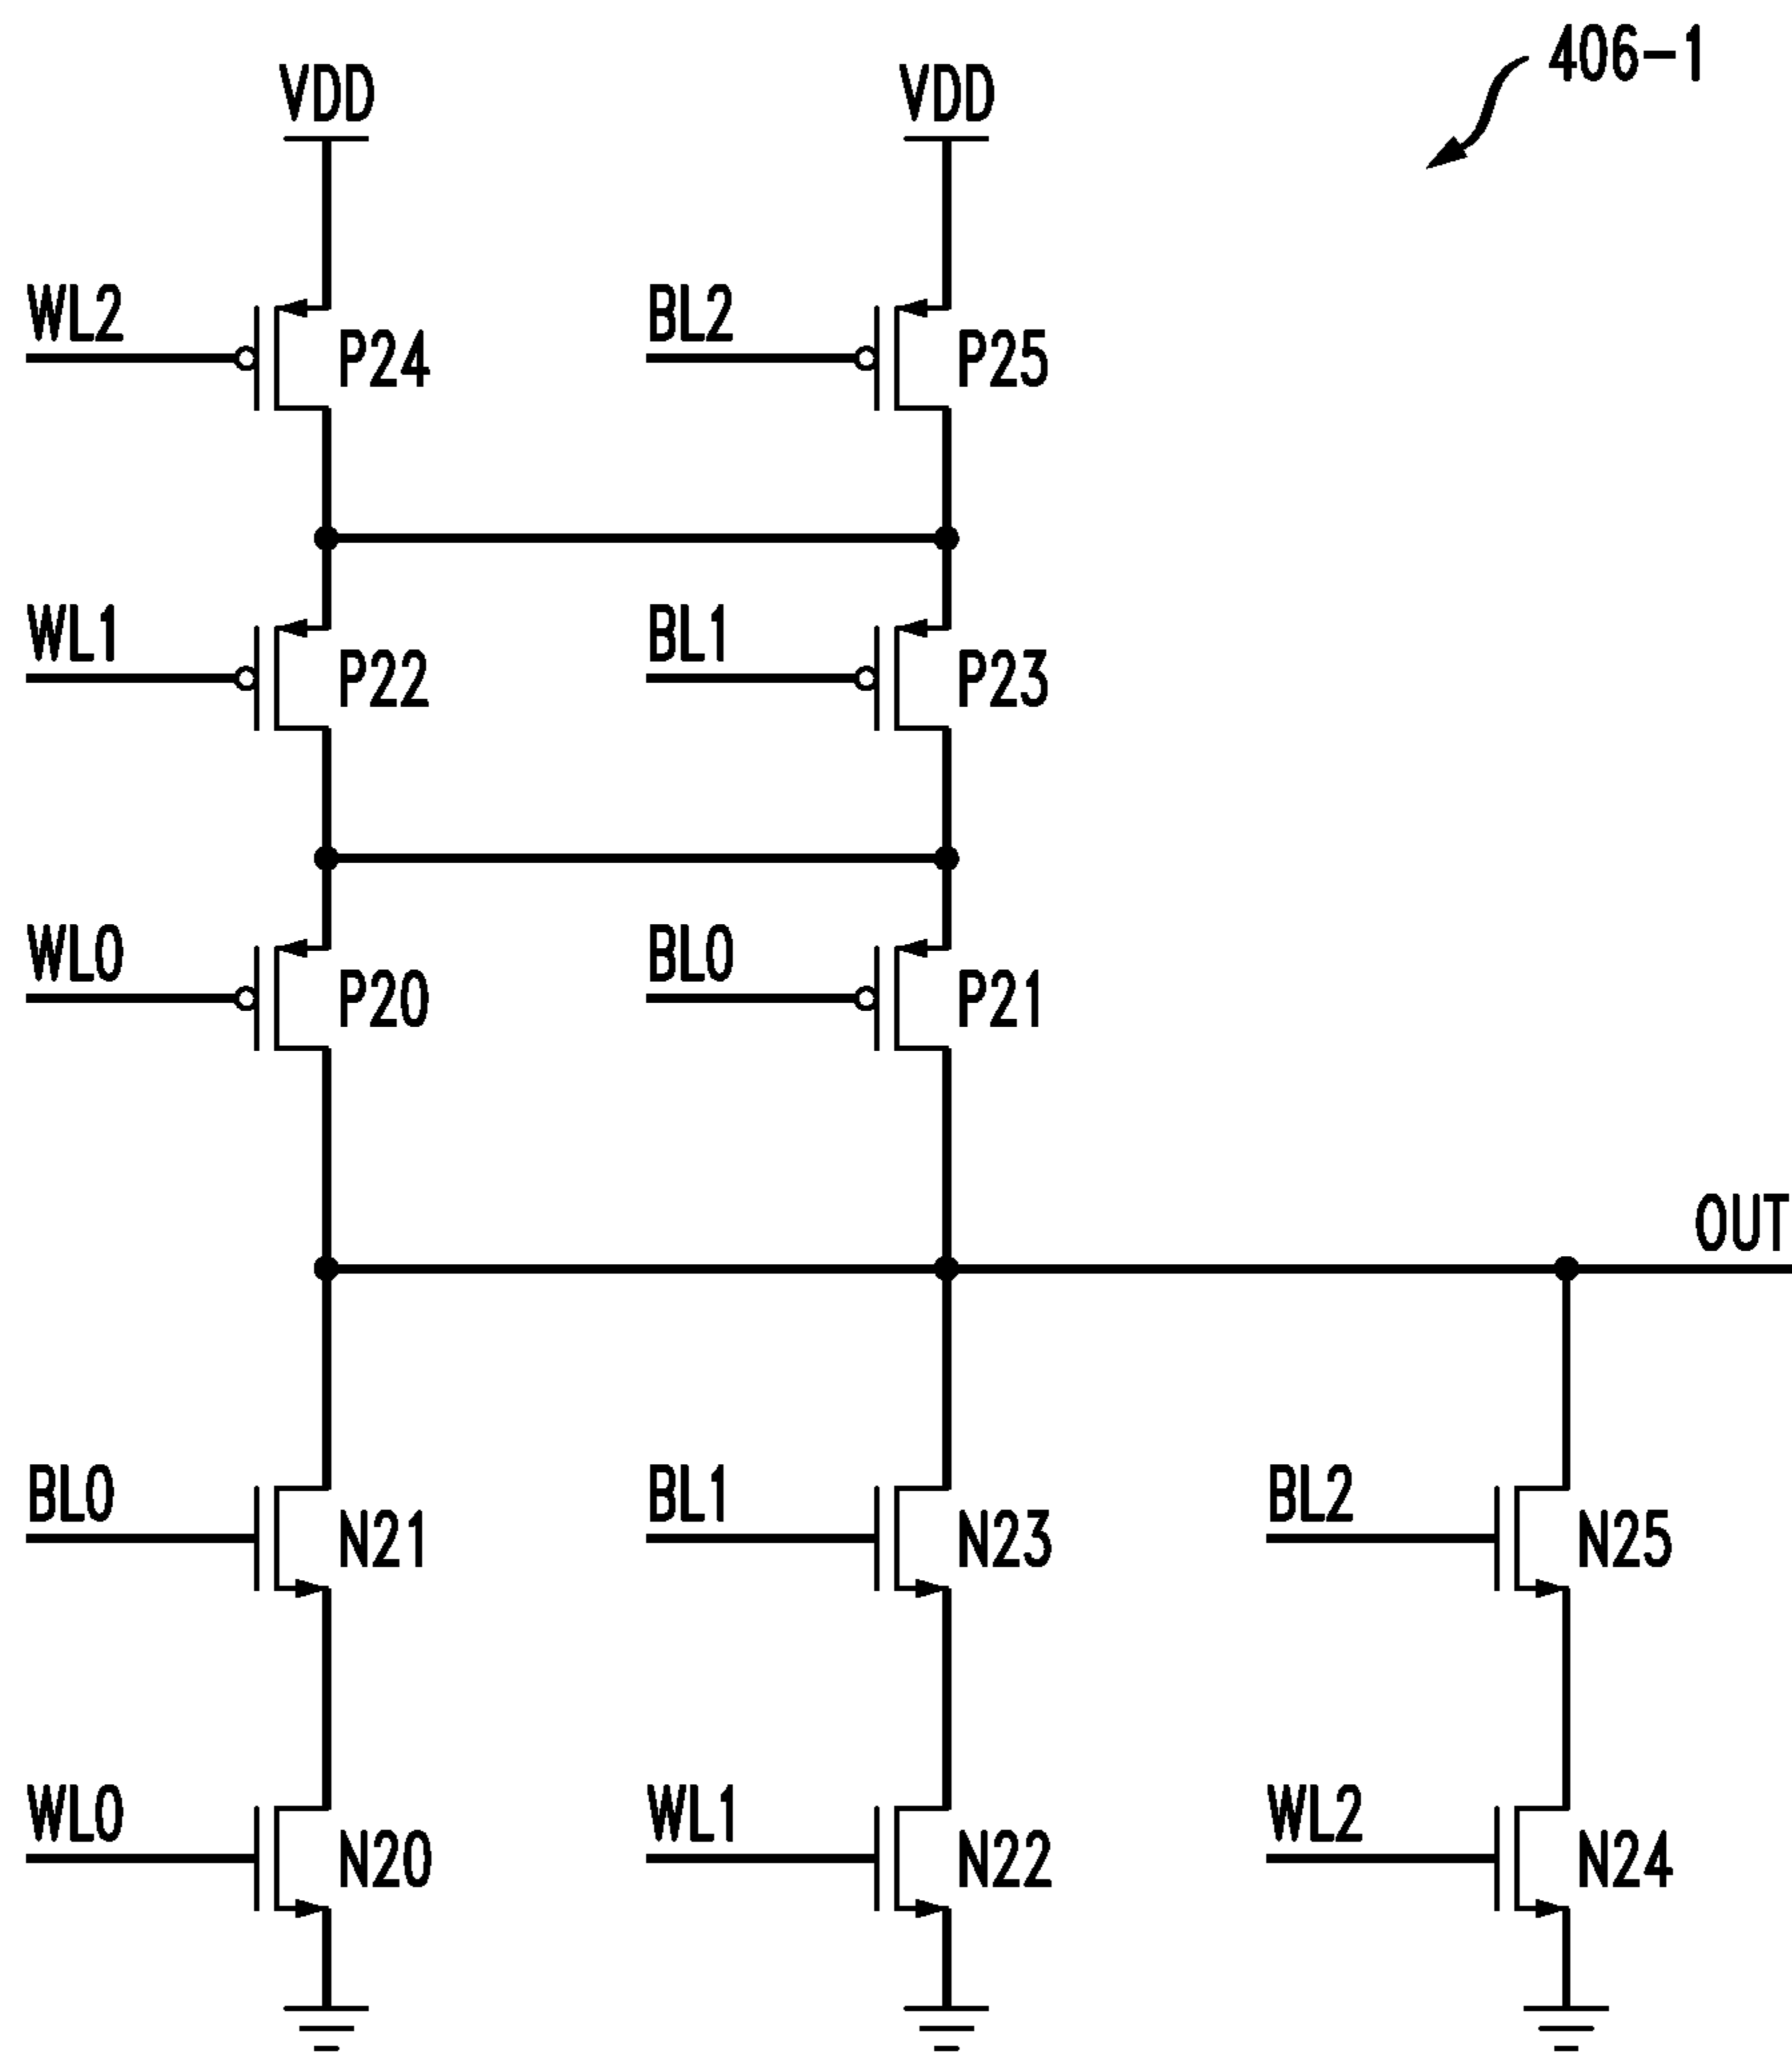 406-1
VDD VDD
WL2 P24 BL2 P25
WL1 P22 BL1 P23
WL0 P20 BL0 P21
OUT
BL0 N21 BL1 N23 BL2 N25
WL0 N20 WL1 N22 WL2 N24